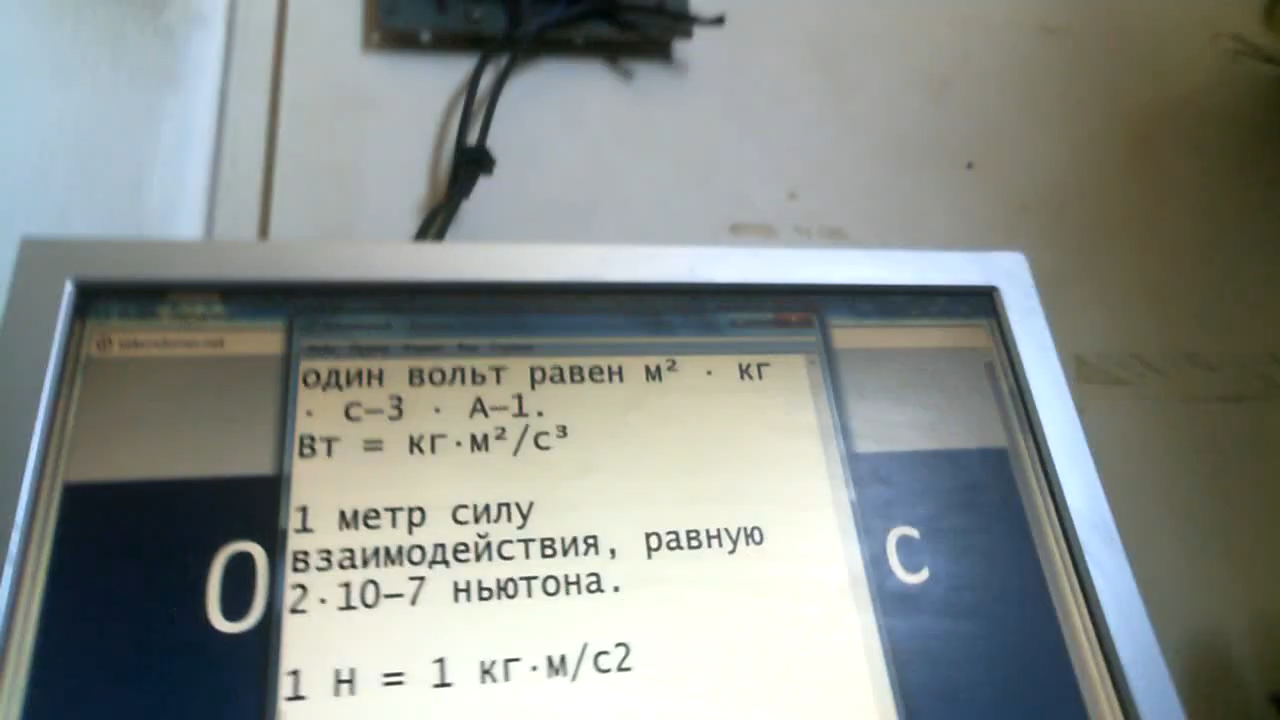 один вольт равен м² · кг
· с–3 · А–1.
Вт = кг·м²/с³
1 метр силу
взаимодействия, равную
2·10–7 ньютона.
1 Н = 1 кг·м/с2
О
С